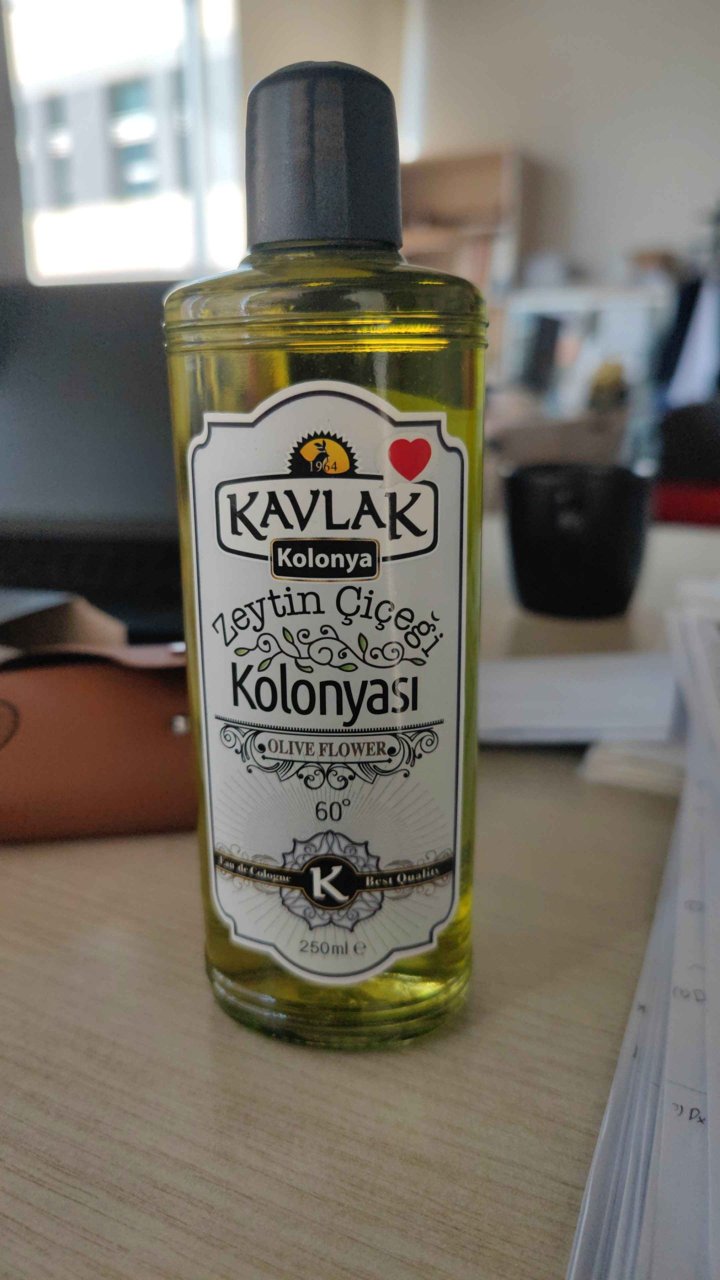 1964
KAVLAK
Kolonya
Zeytin Çiçeği
Kolonyası
OLIVE FLOWER
60°
Eau de Cologne K Best Quality
250ml ℮